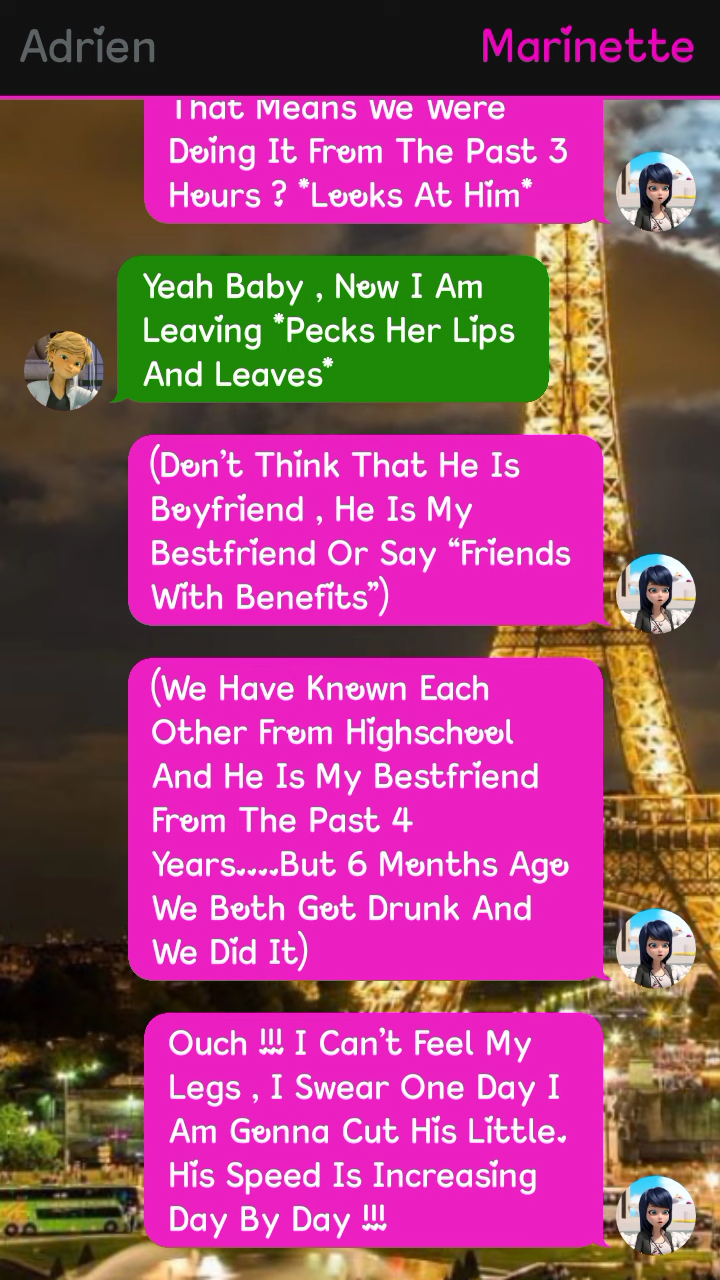 Adrien
Marinette
That Means We Were
Doing It From The Past 3
Hours ? *Looks At Him*
Yeah Baby , Now I Am
Leaving *Pecks Her Lips
And Leaves*
(Don't Think That He Is
Boyfriend , He Is My
Bestfriend Or Say “Friends
With Benefits”)
(We Have Known Each
Other From Highschool
And He Is My Bestfriend
From The Past 4
Years....But 6 Months Ago
We Both Got Drunk And
We Did It)
Ouch !!! I Can't Feel My
Legs , I Swear One Day I
Am Gonna Cut His Little.
His Speed Is Increasing
Day By Day !!!